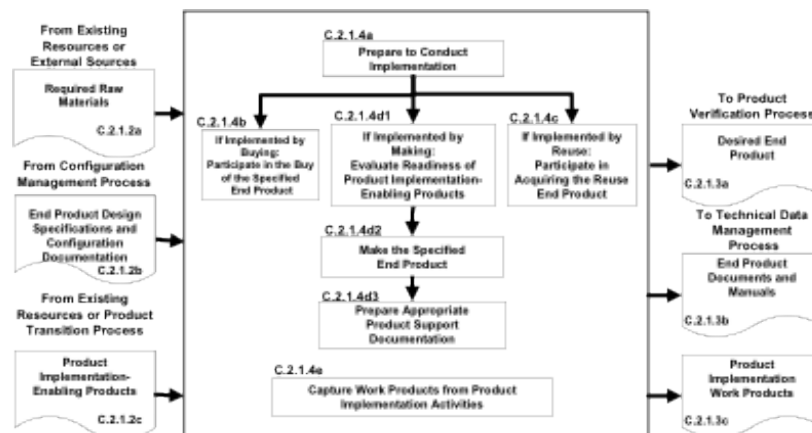 From Existing
Resources or
External Sources
Required Raw
Materials
C.2.1.2a
From Configuration
Management Process
End Product Design
Specifications and
Configuration
Documentation
C.2.1.2b
From Existing
Resources or Product
Transition Process
Product
Implementation-
Enabling Products
C.2.1.2c
C.2.1.4a
Prepare to Conduct
Implementation
C.2.1.4b
If Implemented by
Buying:
Participate in the Buy
of the Specified
End Product
C.2.1.4d1
If Implemented by
Making:
Evaluate Readiness of
Product Implementation-
Enabling Products
C.2.1.4c
If Implemented by
Reuse:
Participate in
Acquiring the Reuse
End Product
C.2.1.4d2
Make the Specified
End Product
C.2.1.4d3
Prepare Appropriate
Product Support
Documentation
C.2.1.4e
Capture Work Products from Product
Implementation Activities
To Product
Verification Process
Desired End
Product
C.2.1.3a
To Technical Data
Management
Process
End Product
Documents and
Manuals
C.2.1.3b
Product
Implementation
Work Products
C.2.1.3c